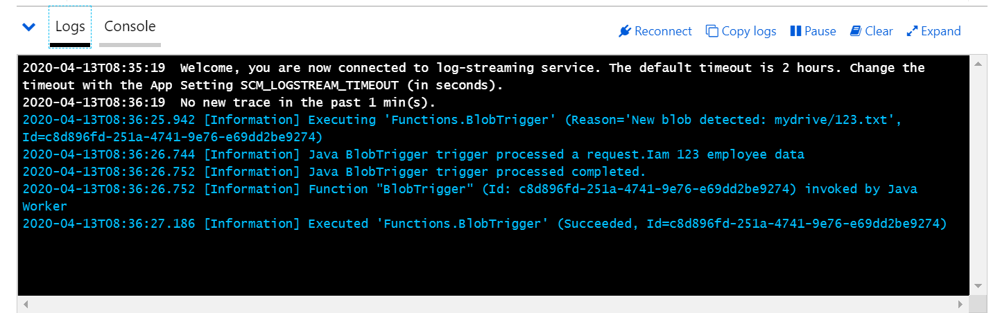 Logs Console Reconnect Copy logs Pause Clear Expand
2020-04-13T08:35:19  Welcome, you are now connected to log-streaming service. The default timeout is 2 hours. Change the
timeout with the App Setting SCM_LOGSTREAM_TIMEOUT (in seconds).
2020-04-13T08:36:19  No new trace in the past 1 min(s).
2020-04-13T08:36:25.942 [Information] Executing 'Functions.BlobTrigger' (Reason='New blob detected: mydrive/123.txt',
Id=c8d896fd-251a-4741-9e76-e69dd2be9274)
2020-04-13T08:36:26.744 [Information] Java BlobTrigger trigger processed a request.Iam 123 employee data
2020-04-13T08:36:26.752 [Information] Java BlobTrigger trigger processed completed.
2020-04-13T08:36:26.752 [Information] Function "BlobTrigger" (Id: c8d896fd-251a-4741-9e76-e69dd2be9274) invoked by Java
Worker
2020-04-13T08:36:27.186 [Information] Executed 'Functions.BlobTrigger' (Succeeded, Id=c8d896fd-251a-4741-9e76-e69dd2be9274)